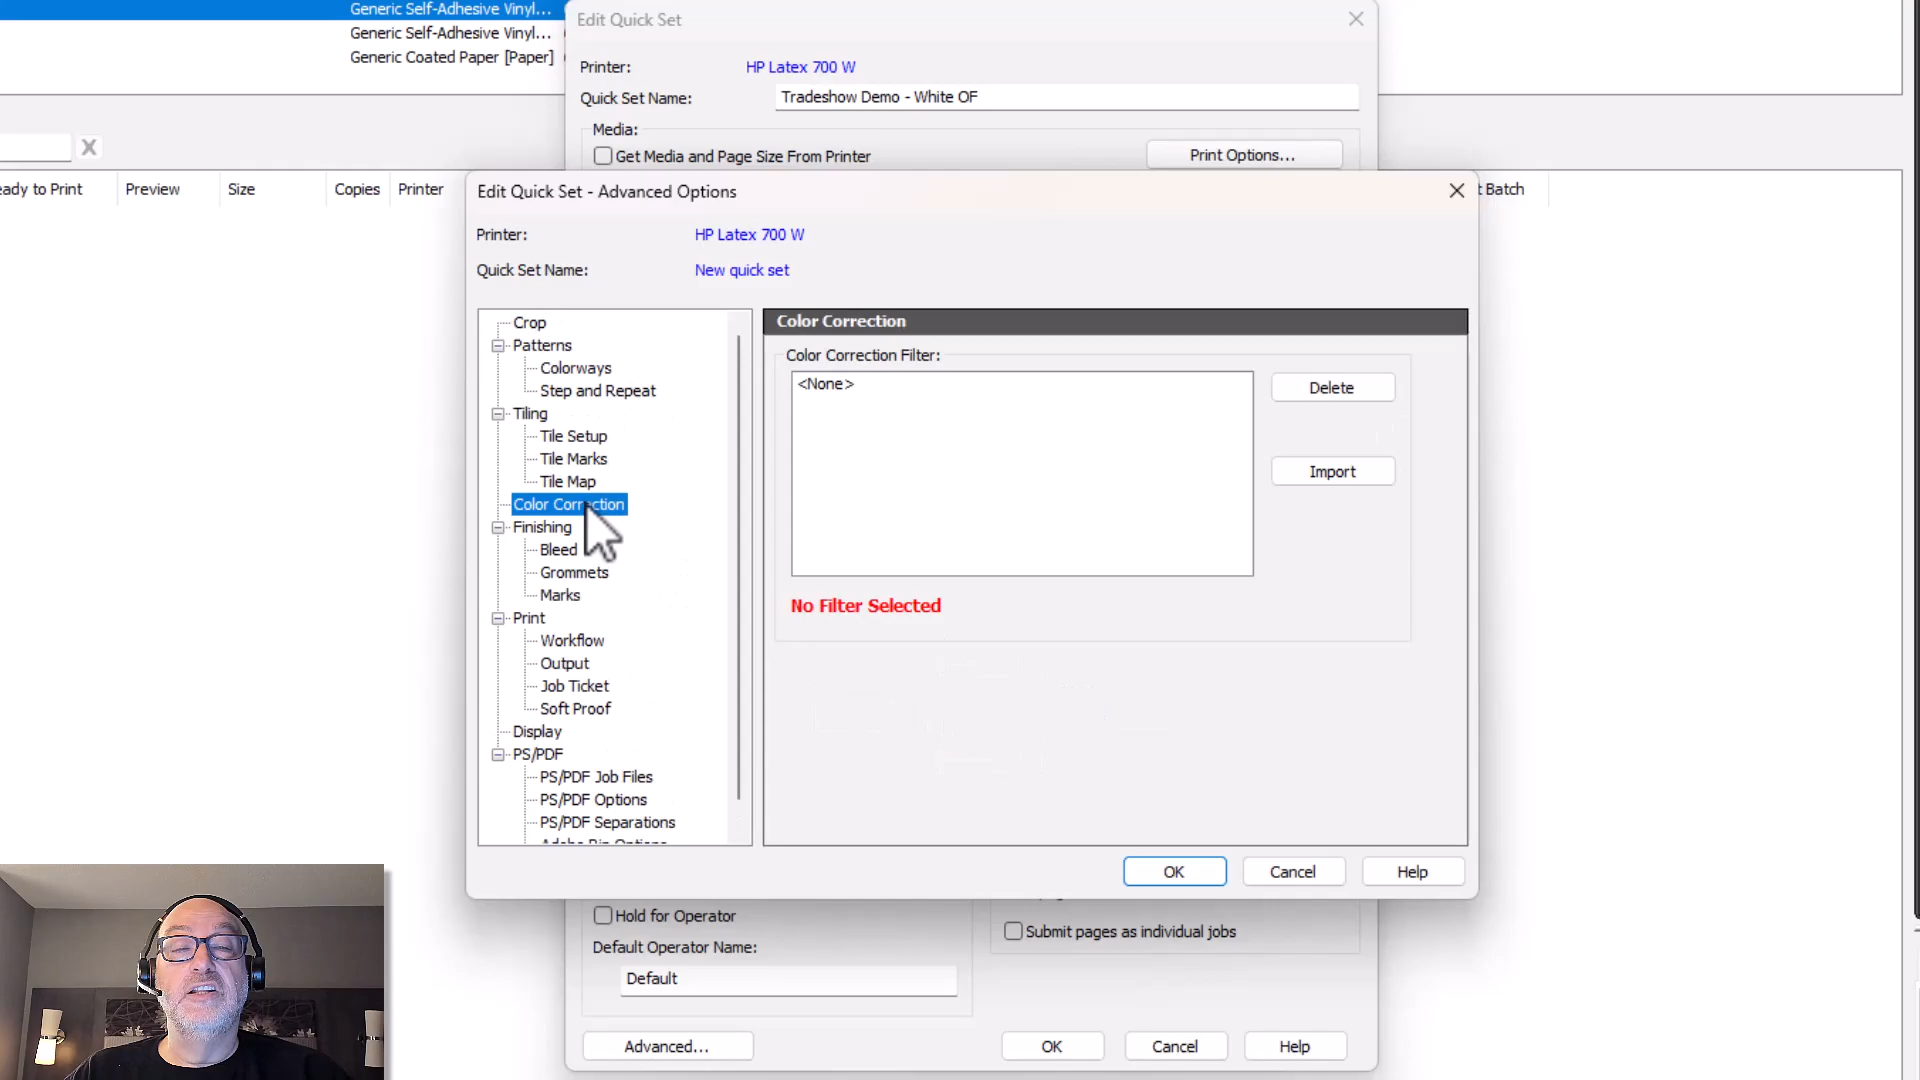 Generic Self-Adhesive Vinyl...
Generic Self-Adhesive Vinyl...
Generic Coated Paper [Paper]
Edit Quick Set
Printer: HP Latex 700 W
Quick Set Name: Tradeshow Demo - White OF
Media:
Get Media and Page Size From Printer
Print Options...
X
eady to Print Preview Size Copies Printer
t Batch
Edit Quick Set - Advanced Options
Printer: HP Latex 700 W
Quick Set Name: New quick set
Crop
Patterns
Colorways
Step and Repeat
Tiling
Tile Setup
Tile Marks
Tile Map
Color Correction
Finishing
Bleed
Grommets
Marks
Print
Workflow
Output
Job Ticket
Soft Proof
Display
PS/PDF
PS/PDF Job Files
PS/PDF Options
PS/PDF Separations
Color Correction
Color Correction Filter:
<None>
Delete
Import
No Filter Selected
OK Cancel Help
Hold for Operator
Default Operator Name:
Default
Submit pages as individual jobs
Advanced... OK Cancel Help